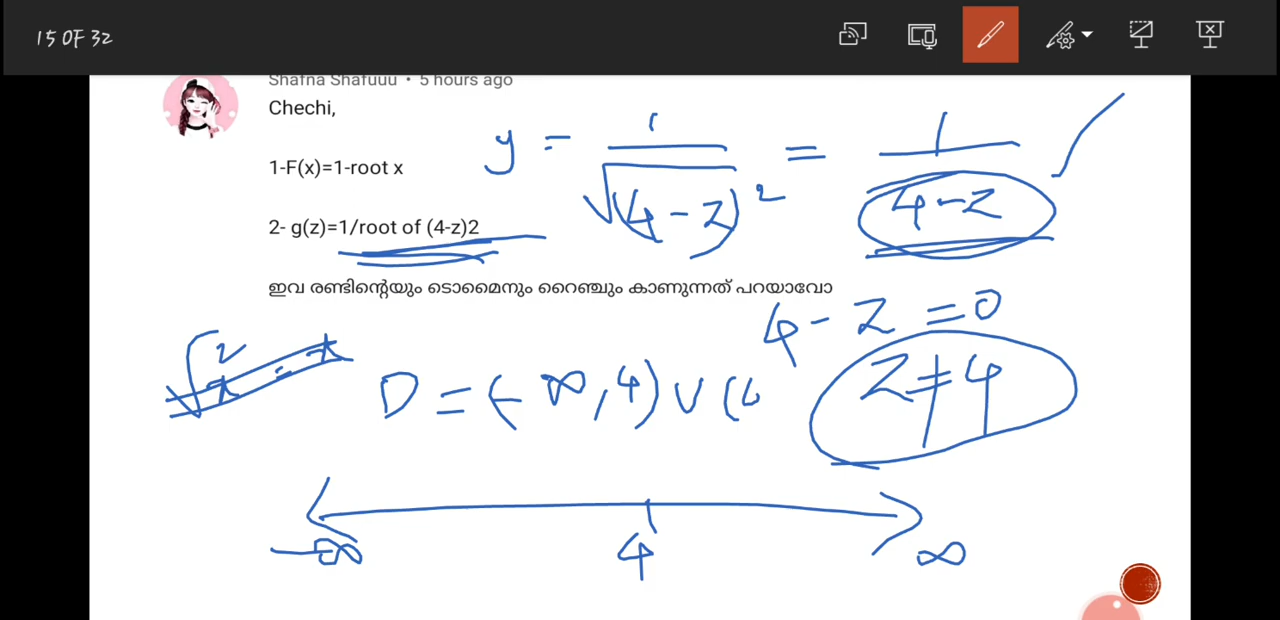 15 OF 32
Shafna Shafuuu • 5 hours ago
Chechi,
1-F(x)=1-root x
y = 1/√(4-z)² = 1/(4-z)
2- g(z)=1/root of (4-z)2
ഇവ രണ്ടിന്റെയും ടൊമൈനും റൈഞ്ചും കാണുന്നത് പറയാവോ
4 - z = 0
√x² = x
D = (-∞, 4) ∪ (
z ≠ 4
-∞ 4 ∞